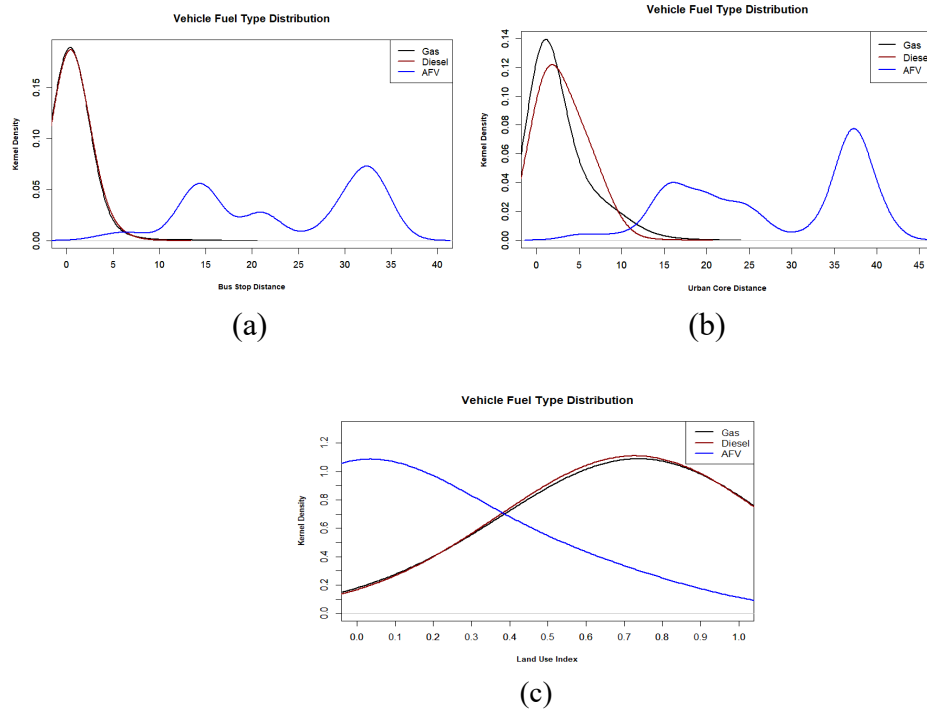 Vehicle Fuel Type Distribution
Gas
Diesel
AFV
Kernel Density
0.00
0.05
0.10
0.15
0 5 10 15 20 25 30 35 40
Bus Stop Distance
(a)
Vehicle Fuel Type Distribution
Gas
Diesel
AFV
Kernel Density
0.00
0.02
0.04
0.06
0.08
0.10
0.12
0.14
0 5 10 15 20 25 30 35 40 45
Urban Core Distance
(b)
Vehicle Fuel Type Distribution
Gas
Diesel
AFV
Kernel Density
0.0
0.2
0.4
0.6
0.8
1.0
1.2
0.0 0.1 0.2 0.3 0.4 0.5 0.6 0.7 0.8 0.9 1.0
Land Use Index
(c)